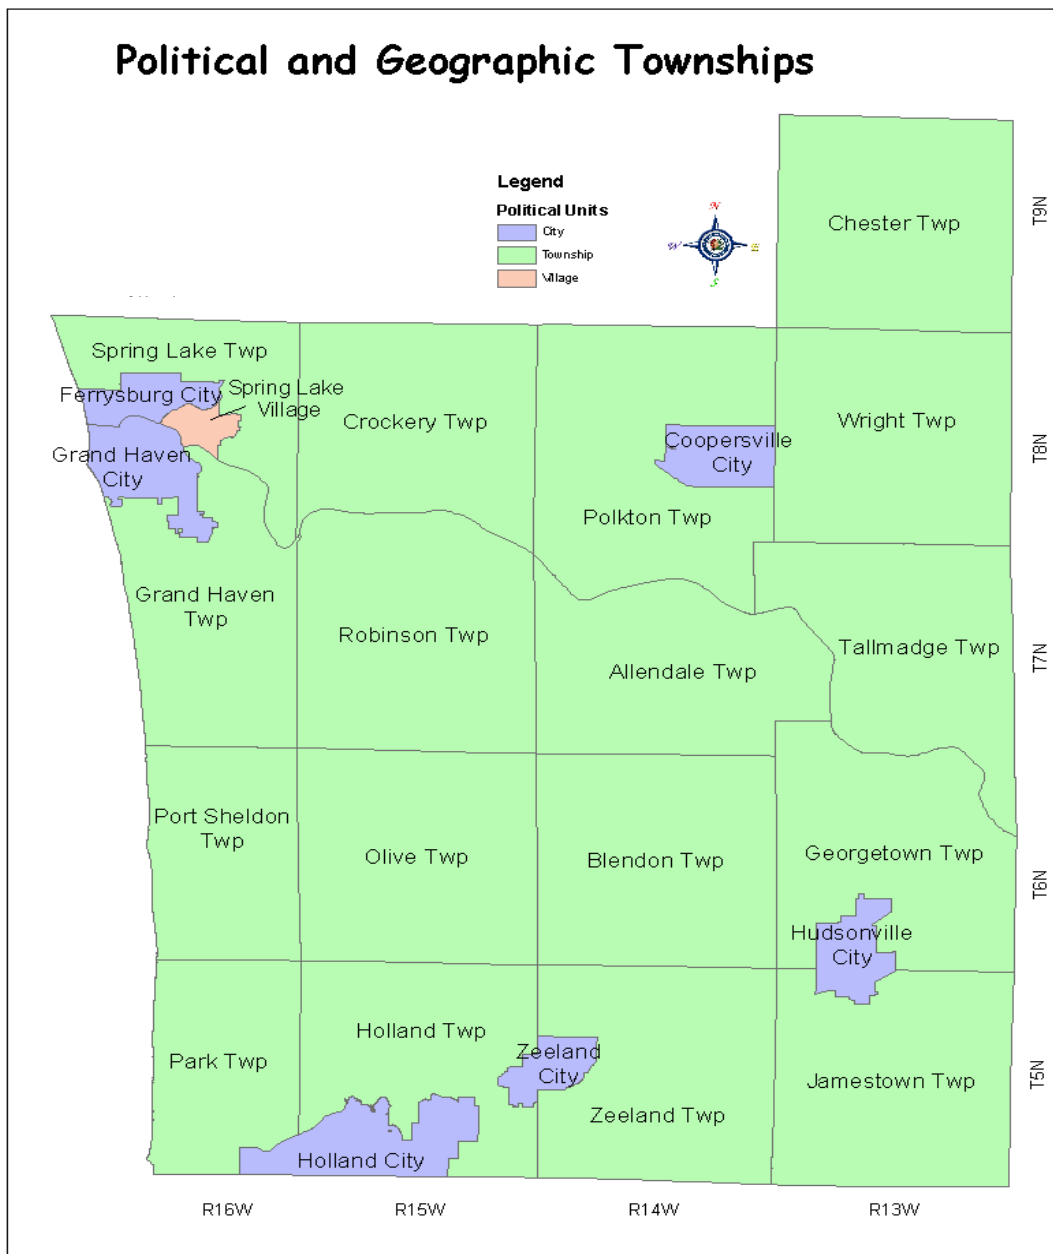 Political and Geographic Townships
Legend
Political Units
City
Township
Village
N
W
E
S
Chester Twp
T9N
Spring Lake Twp
Ferrysburg City
Spring Lake
Village
Crockery Twp
Wright Twp
Coopersville
City
T8N
Grand Haven
City
Polkton Twp
Grand Haven
Twp
Robinson Twp
Allendale Twp
Tallmadge Twp
T7N
Port Sheldon
Twp
Olive Twp
Blendon Twp
Georgetown Twp
T6N
Hudsonville
City
Holland Twp
Park Twp
Zeeland
City
Jamestown Twp
T5N
Zeeland Twp
Holland City
R16W
R15W
R14W
R13W